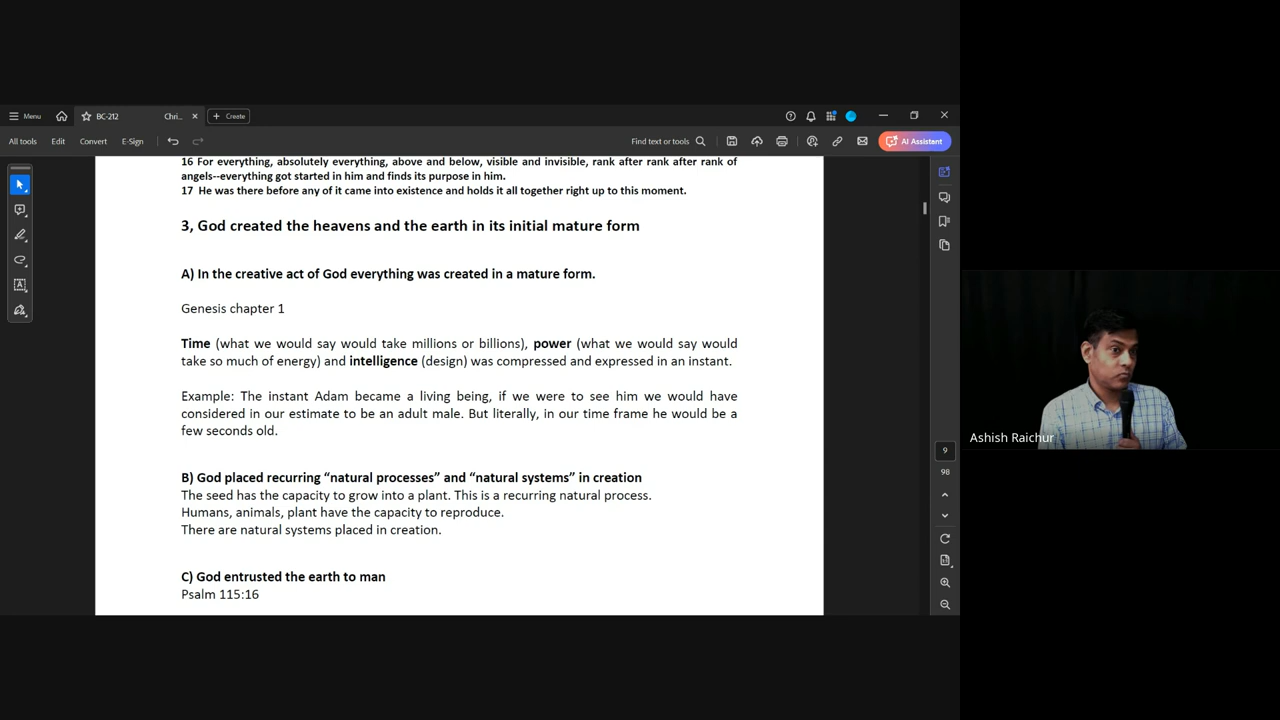 Menu
BC-212
Chri...
Create
All tools
Edit
Convert
E-Sign
Find text or tools
AI Assistant
16 For everything, absolutely everything, above and below, visible and invisible, rank after rank after rank of
angels--everything got started in him and finds its purpose in him.
17 He was there before any of it came into existence and holds it all together right up to this moment.
3, God created the heavens and the earth in its initial mature form
A) In the creative act of God everything was created in a mature form.
Genesis chapter 1
Time (what we would say would take millions or billions), power (what we would say would
take so much of energy) and intelligence (design) was compressed and expressed in an instant.
Example: The instant Adam became a living being, if we were to see him we would have
considered in our estimate to be an adult male. But literally, in our time frame he would be a
few seconds old.
B) God placed recurring “natural processes” and “natural systems” in creation
The seed has the capacity to grow into a plant. This is a recurring natural process.
Humans, animals, plant have the capacity to reproduce.
There are natural systems placed in creation.
C) God entrusted the earth to man
Psalm 115:16
9
98
Ashish Raichur